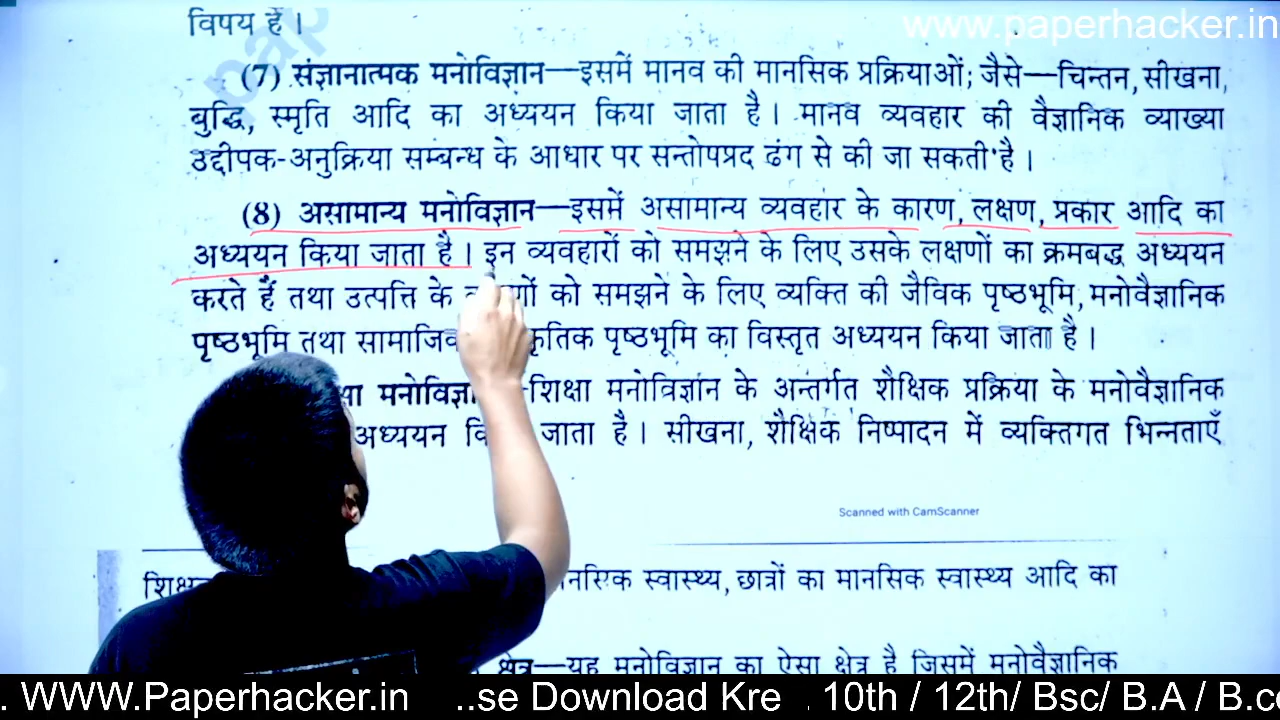 विषय है ।
www.paperhacker.in
(7) संज्ञानात्मक मनोविज्ञान—इसमें मानव की मानसिक प्रक्रियाओं; जैसे—चिन्तन, सीखना,
बुद्धि, स्मृति आदि का अध्ययन किया जाता है । मानव व्यवहार की वैज्ञानिक व्याख्या
उद्दीपक-अनुक्रिया सम्बन्ध के आधार पर सन्तोषप्रद ढंग से की जा सकती है ।
(8) असामान्य मनोविज्ञान—इसमें असामान्य व्यवहार के कारण, लक्षण, प्रकार आदि का
अध्ययन किया जाता है । इन व्यवहारों को समझने के लिए उसके लक्षणों का क्रमबद्ध अध्ययन
करते हैं तथा उत्पत्ति के को समझने के लिए व्यक्ति की जैविक पृष्ठभूमि, मनोवैज्ञानिक
पृष्ठभूमि तथा पृष्ठभूमि का विस्तृत अध्ययन किया जाता है ।
शिक्षा मनोविज्ञान के अन्तर्गत शैक्षिक प्रक्रिया के मनोवैज्ञानिक
अध्ययन जाता है । सीखना, शैक्षिक निष्पादन में व्यक्तिगत भिन्नताएँ
Scanned with CamScanner
स्वास्थ्य, छात्रों का मानसिक स्वास्थ्य आदि का
क्षेत्र—यह मनोविज्ञान का ऐसा क्षेत्र है जिसमें मनोवैज्ञानिक
. WWW.Paperhacker.in ..se Download Kre . 10th / 12th/ Bsc/ B.A / B.co